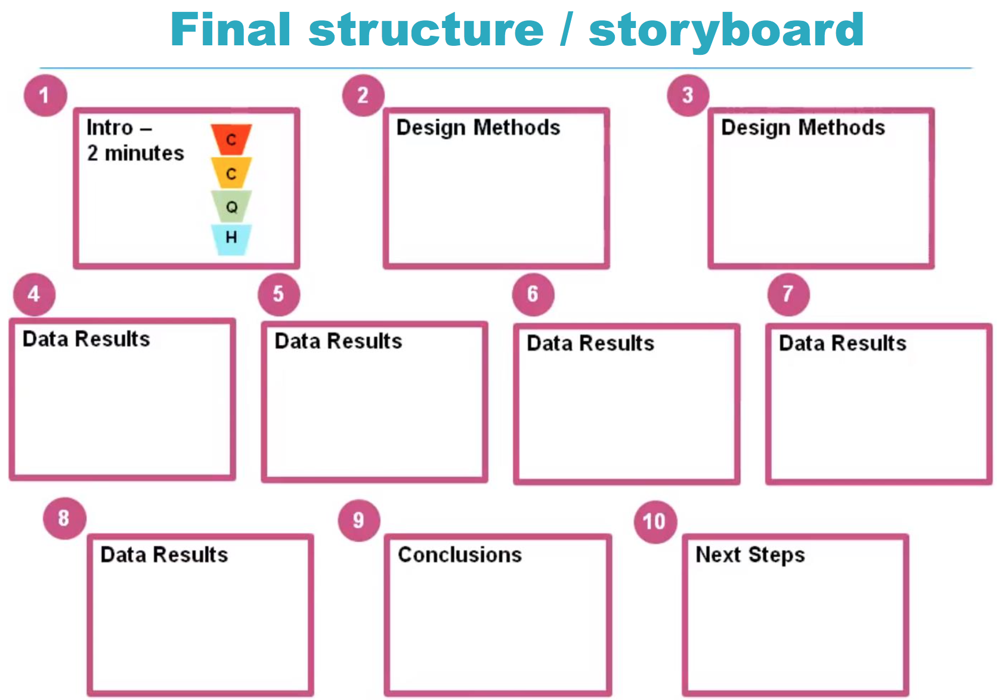 Final structure / storyboard
1
Intro –
2 minutes
C
C
Q
H
2
Design Methods
3
Design Methods
4
Data Results
5
Data Results
6
Data Results
7
Data Results
8
Data Results
9
Conclusions
10
Next Steps